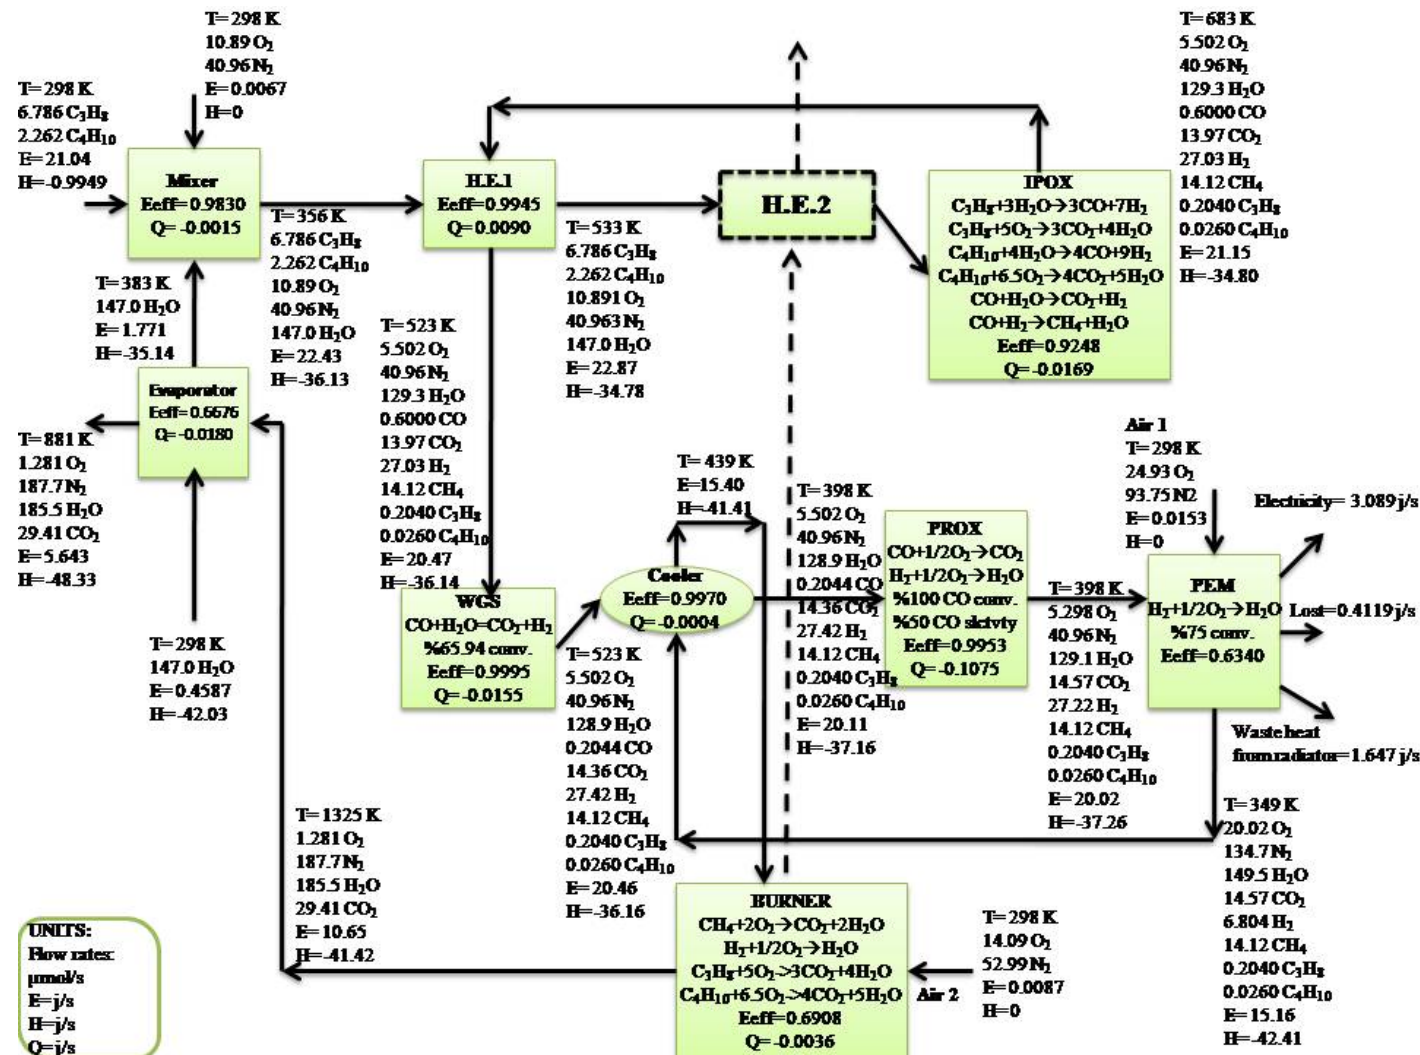 T= 298 K
10.89 O₂
40.96 N₂
E= 0.0067
H=0
T= 298 K
6.786 C₃H₈
2.262 C₄H₁₀
E= 21.04
H=-0.9949
Mixer
Eeff= 0.9830
Q= -0.0015
T= 356 K
6.786 C₃H₈
2.262 C₄H₁₀
10.89 O₂
40.96 N₂
147.0 H₂O
E= 22.43
H=-36.13
H.E.1
Eeff= 0.9945
Q= 0.0090
T= 533 K
6.786 C₃H₈
2.262 C₄H₁₀
10.891 O₂
40.963 N₂
147.0 H₂O
E= 22.87
H=-34.78
H.E.2
IPOX
C₃H₈+3H₂O→3CO+7H₂
C₃H₈+5O₂→3CO₂+4H₂O
C₄H₁₀+4H₂O→4CO+9H₂
C₄H₁₀+6.5O₂→4CO₂+5H₂O
CO+H₂O→CO₂+H₂
CO+H₂→CH₄+H₂O
Eeff=0.9248
Q= -0.0169
T= 683 K
5.502 O₂
40.96 N₂
129.3 H₂O
0.6000 CO
13.97 CO₂
27.03 H₂
14.12 CH₄
0.2040 C₃H₈
0.0260 C₄H₁₀
E= 21.15
H=-34.80
T= 383 K
147.0 H₂O
E= 1.771
H=-35.14
Evaporator
Eeff= 0.6676
Q= -0.0180
T= 881 K
1.281 O₂
187.7 N₂
185.5 H₂O
29.41 CO₂
E= 5.643
H=-48.33
T= 298 K
147.0 H₂O
E= 0.4587
H=-42.03
T= 523 K
5.502 O₂
40.96 N₂
129.3 H₂O
0.6000 CO
13.97 CO₂
27.03 H₂
14.12 CH₄
0.2040 C₃H₈
0.0260 C₄H₁₀
E= 20.47
H=-36.14
WGS
CO+H₂O=CO₂+H₂
%65.94 conv.
Eeff= 0.9995
Q= -0.0155
T= 439 K
E=15.40
H=-41.41
Cooler
Eeff= 0.9970
Q= -0.0004
T= 523 K
5.502 O₂
40.96 N₂
128.9 H₂O
0.2044 CO
14.36 CO₂
27.42 H₂
14.12 CH₄
0.2040 C₃H₈
0.0260 C₄H₁₀
E= 20.46
H=-36.16
T= 398 K
5.502 O₂
40.96 N₂
128.9 H₂O
0.2044 CO
14.36 CO₂
27.42 H₂
14.12 CH₄
0.2040 C₃H₈
0.0260 C₄H₁₀
E= 20.11
H=-37.16
PROX
CO+1/2O₂→CO₂
H₂+1/2O₂→H₂O
%100 CO conv.
%50 CO slctvty
Eeff= 0.9953
Q= -0.1075
T= 398 K
5.298 O₂
40.96 N₂
129.1 H₂O
14.57 CO₂
27.22 H₂
14.12 CH₄
0.2040 C₃H₈
0.0260 C₄H₁₀
E= 20.02
H=-37.26
Air 1
T= 298 K
24.93 O₂
93.75 N2
E= 0.0153
H=0
PEM
H₂+1/2O₂→H₂O
%75 conv.
Eeff= 0.6340
Electricity= 3.089 j/s
Lost= 0.4119 j/s
Waste heat
from radiator= 1.647 j/s
T= 349 K
20.02 O₂
134.7 N₂
149.5 H₂O
14.57 CO₂
6.804 H₂
14.12 CH₄
0.2040 C₃H₈
0.0260 C₄H₁₀
E= 15.16
H=-42.41
BURNER
CH₄+2O₂→CO₂+2H₂O
H₂+1/2O₂→H₂O
C₃H₈+5O₂->3CO₂+4H₂O
C₄H₁₀+6.5O₂->4CO₂+5H₂O
Eeff=0.6908
Q= -0.0036
Air 2
T= 298 K
14.09 O₂
52.99 N₂
E= 0.0087
H=0
T= 1325 K
1.281 O₂
187.7 N₂
185.5 H₂O
29.41 CO₂
E= 10.65
H=-41.42
UNITS:
Flow rates:
μmol/s
E=j/s
H=j/s
Q=j/s